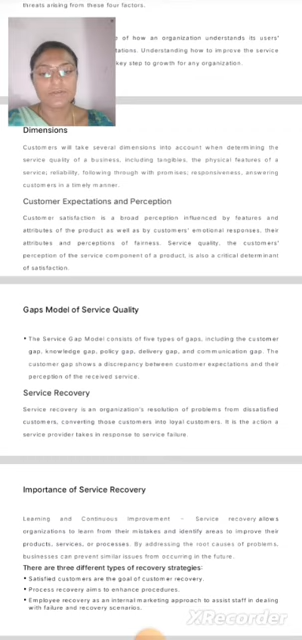 threats arising from these four factors.
of how an organization understands its users'
Understanding how to improve the service
key step to growth for any organization.
Dimensions
Customers will take several dimensions into account when determining the
service quality of a business, including tangibles, the physical features of a
service; reliability, following through with promises; responsiveness, answering
customers in a timely manner.
Customer Expectations and Perception
Customer satisfaction is a broad perception influenced by features and
attributes of the product as well as by customers' emotional responses, their
attributes and perceptions of fairness. Service quality, the customers'
perception of the service component of a product, is also a critical determinant
of satisfaction.
Gaps Model of Service Quality
• The Service Gap Model consists of five types of gaps, including the customer
gap, knowledge gap, policy gap, delivery gap, and communication gap. The
customer gap shows a discrepancy between customer expectations and their
perception of the received service.
Service Recovery
Service recovery is an organization's resolution of problems from dissatisfied
customers, converting those customers into loyal customers. It is the action a
service provider takes in response to service failure.
Importance of Service Recovery
Learning and Continuous Improvement - Service recovery allows
organizations to learn from their mistakes and identify areas to improve their
products, services, or processes. By addressing the root causes of problems,
businesses can prevent similar issues from occurring in the future.
There are three different types of recovery strategies:
• Satisfied customers are the goal of customer recovery.
• Process recovery aims to enhance procedures.
• Employee recovery as an internal marketing approach to assist staff in dealing
with failure and recovery scenarios.
XRecorder